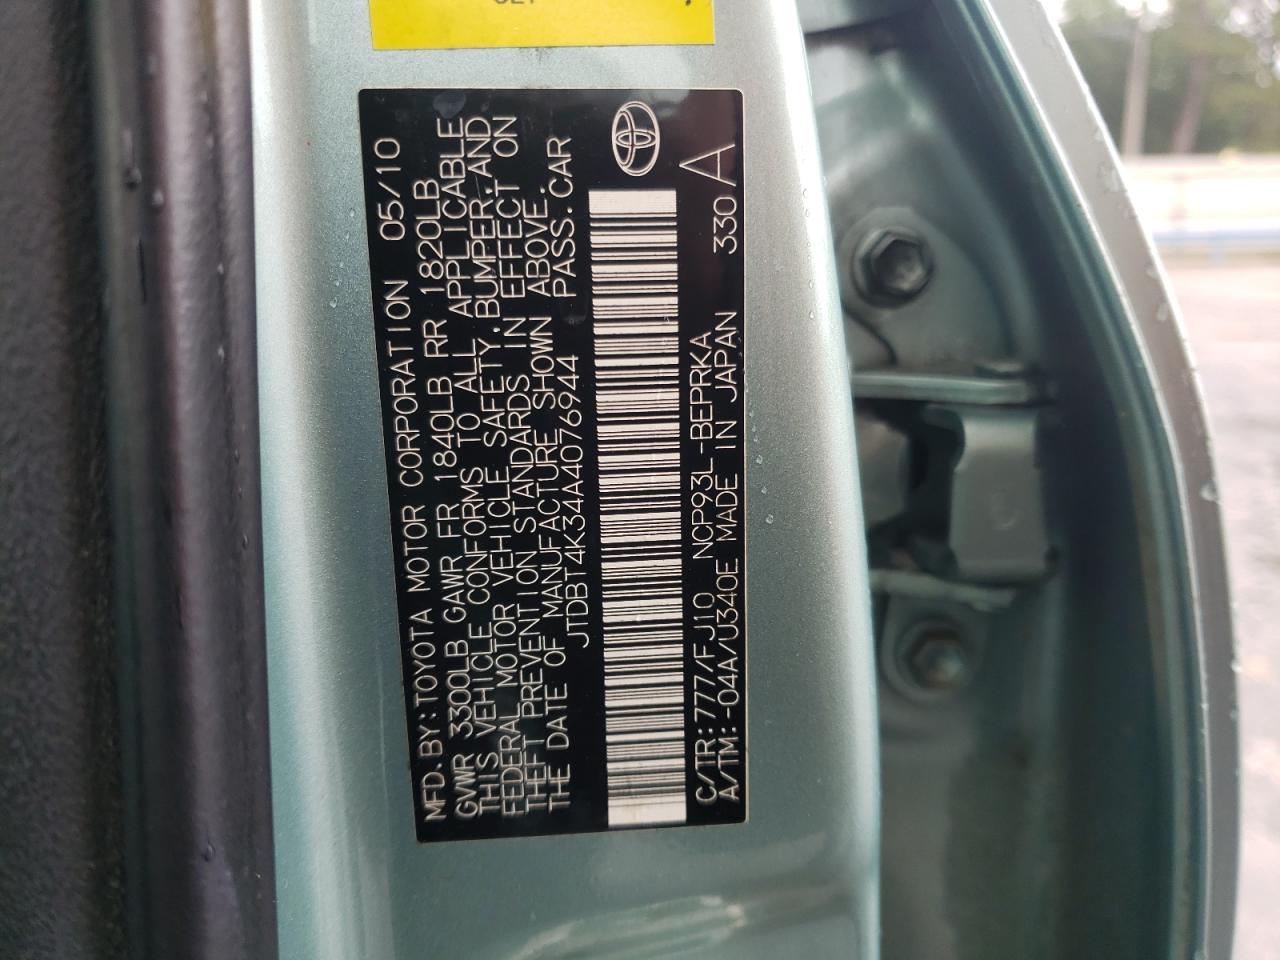 MFD.BY:TOYOTA MOTOR CORPORATION 05/10
GVWR 3300LB GAWR FR 1840LB RR 1820LB
THIS VEHICLE CONFORMS TO ALL APPLICABLE
FEDERAL MOTOR VEHICLE SAFETY,BUMPER,AND
THEFT PREVENTION STANDARDS IN EFFECT ON
THE DATE OF MANUFACTURE SHOWN ABOVE.
JTDBT4K34A4076944 PASS.CAR
C/TR:777/FJ10 NCP93L-BEPRKA 330A
A/TM:-04A/U340E MADE IN JAPAN